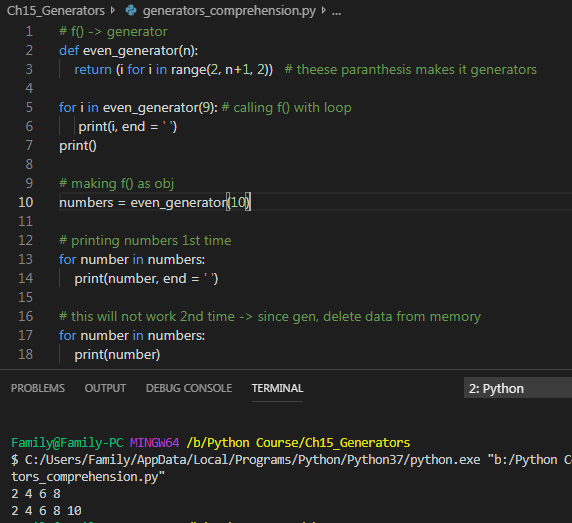 Ch15_Generators > generators_comprehension.py > ...
1 # f() -> generator
2 def even_generator(n):
3 return (i for i in range(2, n+1, 2)) # theese paranthesis makes it generators
4
5 for i in even_generator(9): # calling f() with loop
6 print(i, end = ' ')
7 print()
8
9 # making f() as obj
10 numbers = even_generator(10)
11
12 # printing numbers 1st time
13 for number in numbers:
14 print(number, end = ' ')
15
16 # this will not work 2nd time -> since gen, delete data from memory
17 for number in numbers:
18 print(number)
PROBLEMS OUTPUT DEBUG CONSOLE TERMINAL 2: Python
Family@Family-PC MINGW64 /b/Python Course/Ch15_Generators
$ C:/Users/Family/AppData/Local/Programs/Python/Python37/python.exe "b:/Python Co
tors_comprehension.py"
2 4 6 8
2 4 6 8 10